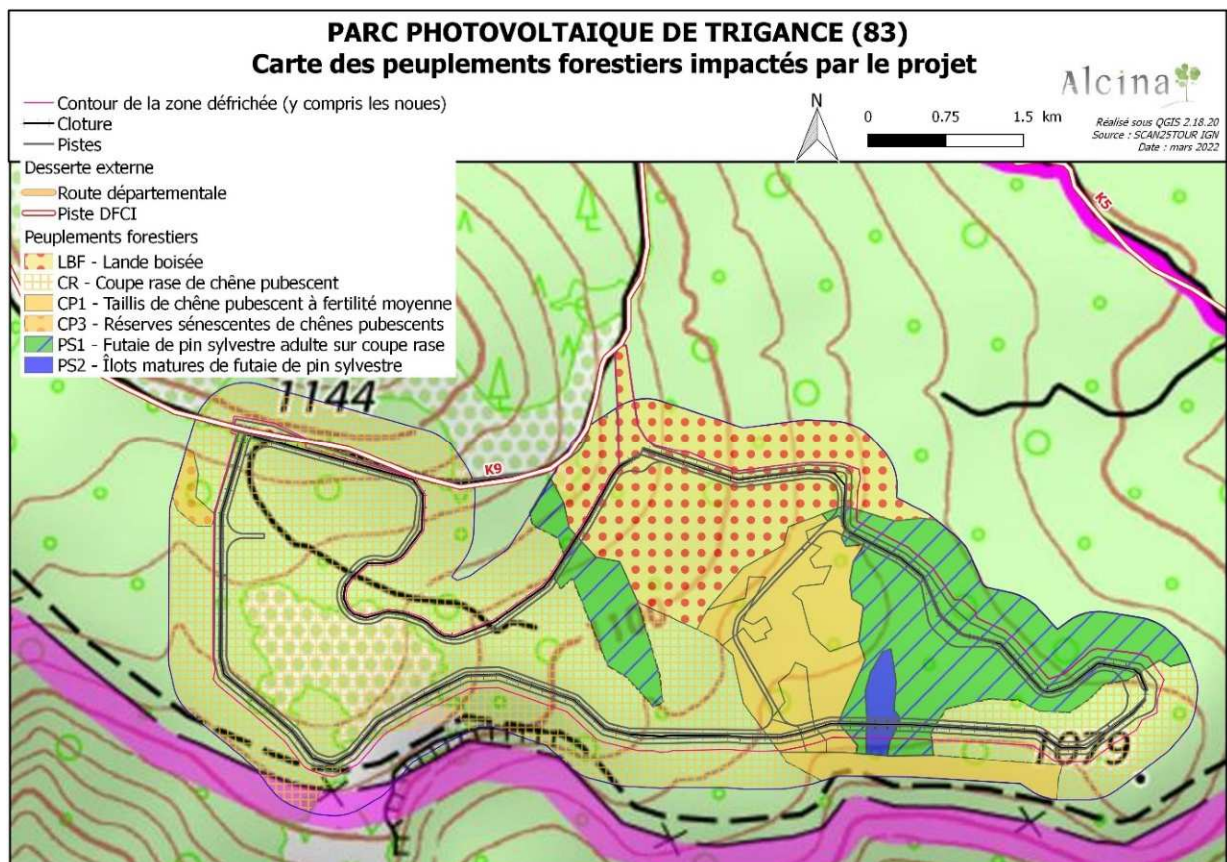 PARC PHOTOVOLTAIQUE DE TRIGANCE (83)
Carte des peuplements forestiers impactés par le projet
Alcina
Contour de la zone défrichée (y compris les noues)
Cloture
Pistes
N
0 0.75 1.5 km
Réalisé sous QGIS 2.18.20
Source : SCAN25TOUR IGN
Date : mars 2022
Desserte externe
Route départementale
Piste DFCI
Peuplements forestiers
LBF - Lande boisée
CR - Coupe rase de chêne pubescent
CP1 - Taillis de chêne pubescent à fertilité moyenne
CP3 - Réserves sénescentes de chênes pubescents
PS1 - Futaie de pin sylvestre adulte sur coupe rase
PS2 - Îlots matures de futaie de pin sylvestre
K5
1144
K9
1079